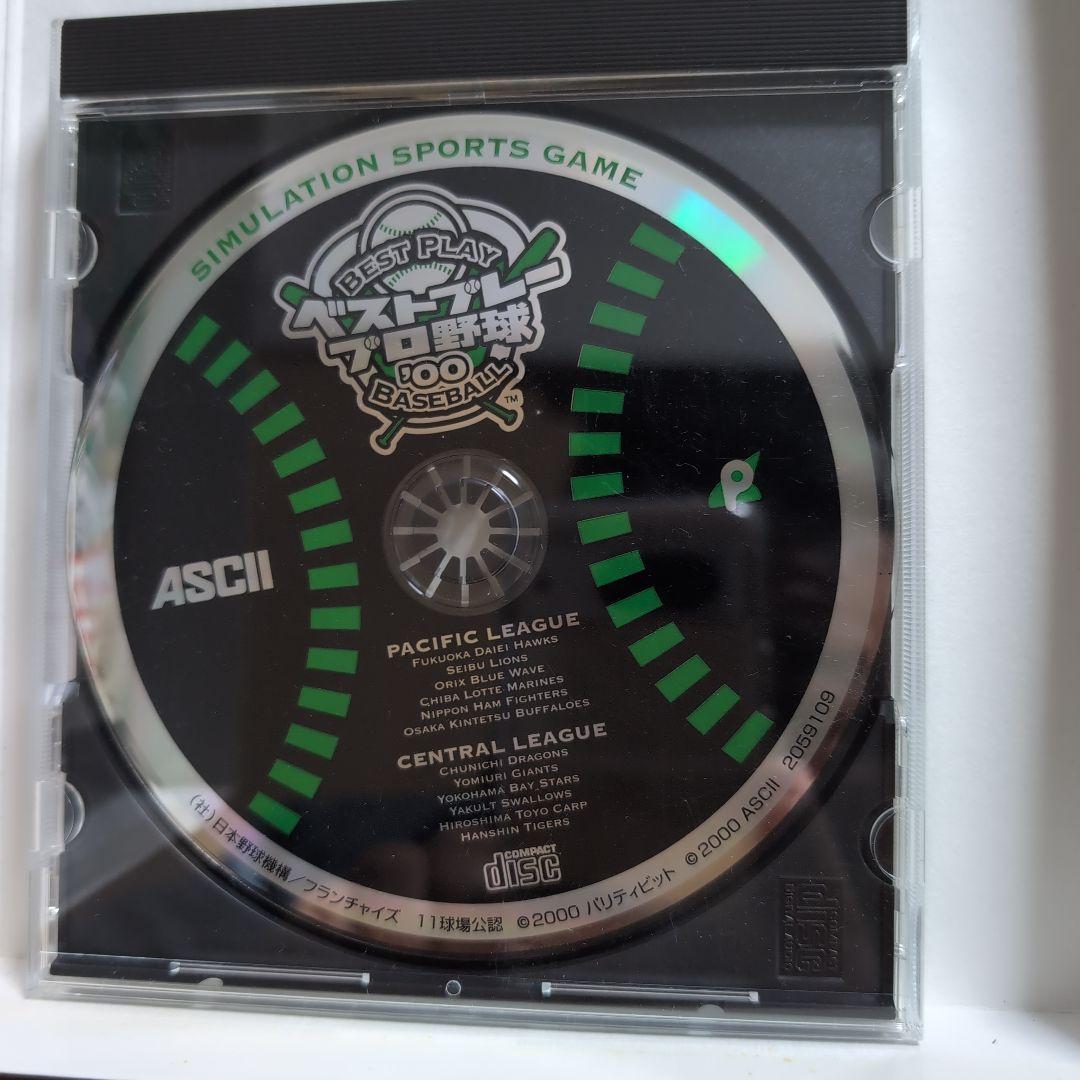 SIMULATION SPORTS GAME
BEST PLAY
ベストプレー
プロ野球
'00
BASEBALL
TM
P
ASCII
PACIFIC LEAGUE
FUKUOKA DAIEI HAWKS
SEIBU LIONS
ORIX BLUE WAVE
CHIBA LOTTE MARINES
NIPPON HAM FIGHTERS
OSAKA KINTETSU BUFFALOES
CENTRAL LEAGUE
CHUNICHI DRAGONS
YOMIURI GIANTS
YOKOHAMA BAY STARS
YAKULT SWALLOWS
HIROSHIMA TOYO CARP
HANSHIN TIGERS
COMPACT
disc
(社)日本野球機構/フランチャイズ 11球場公認 ©2000 パリティビット ©2000 ASCII 2059109